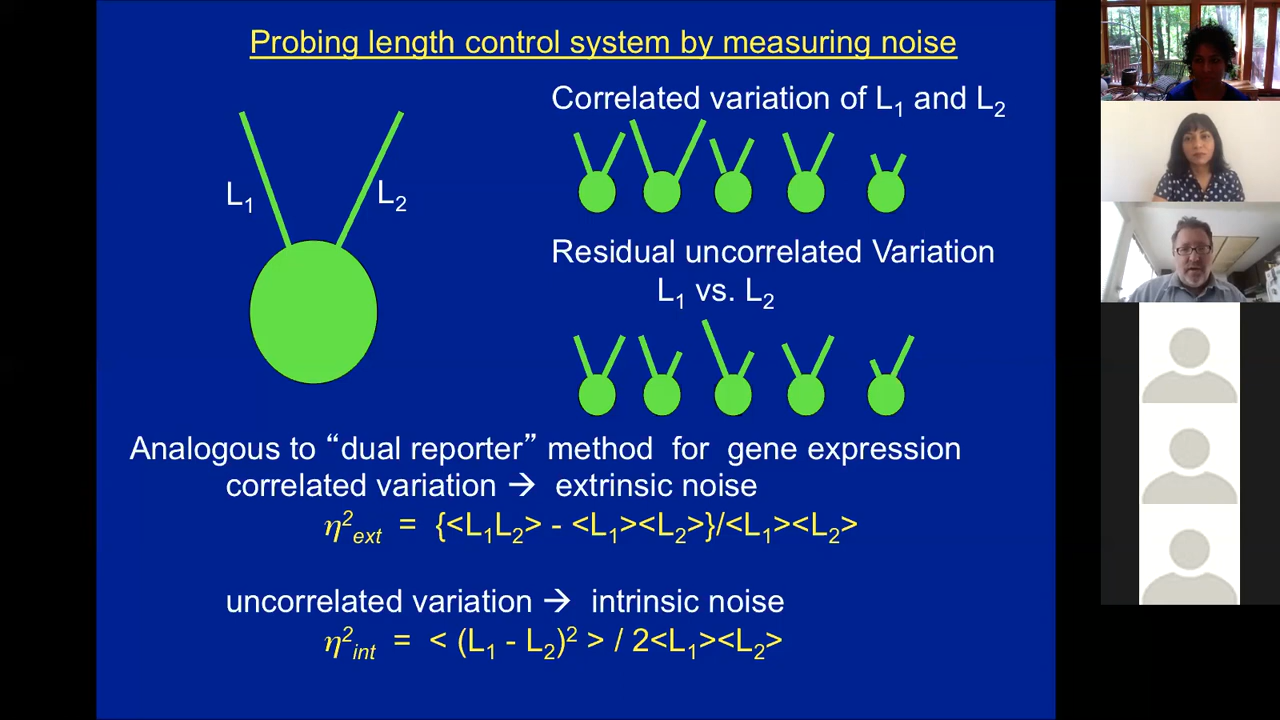 Probing length control system by measuring noise
Correlated variation of L₁ and L₂
L₁
L₂
Residual uncorrelated Variation
L₁ vs. L₂
Analogous to “dual reporter” method for gene expression
correlated variation → extrinsic noise
η²ext = {<L₁L₂> - <L₁><L₂>}/<L₁><L₂>
uncorrelated variation → intrinsic noise
η²int = < (L₁ - L₂)² > / 2<L₁><L₂>